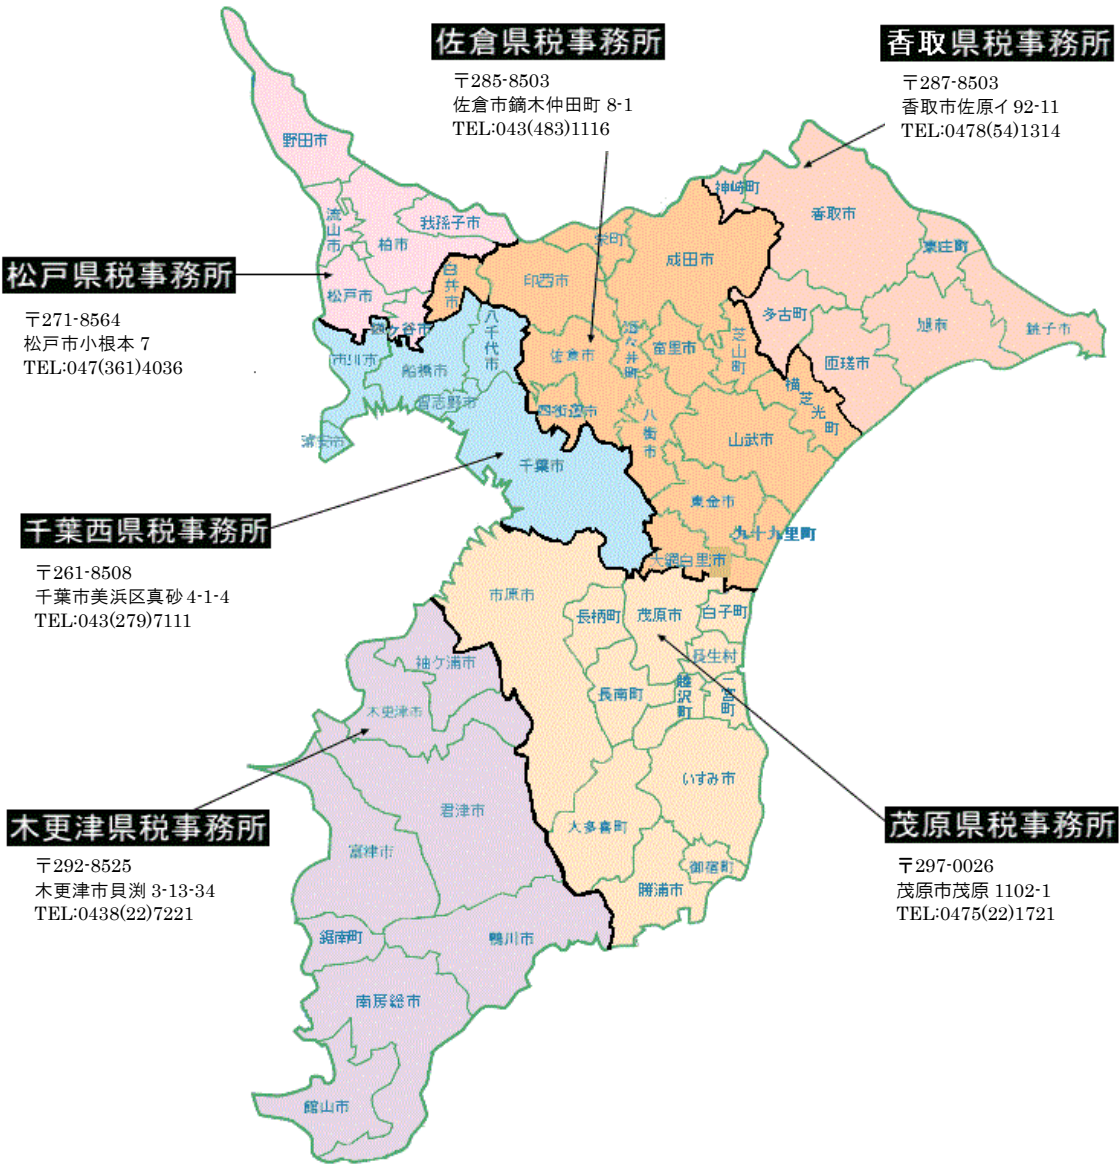 佐倉県税事務所
〒285-8503
佐倉市鏑木仲田町 8-1
TEL:043(483)1116
香取県税事務所
〒287-8503
香取市佐原イ92-11
TEL:0478(54)1314
松戸県税事務所
〒271-8564
松戸市小根本 7
TEL:047(361)4036
千葉西県税事務所
〒261-8508
千葉市美浜区真砂 4-1-4
TEL:043(279)7111
木更津県税事務所
〒292-8525
木更津市貝渕 3-13-34
TEL:0438(22)7221
茂原県税事務所
〒297-0026
茂原市茂原 1102-1
TEL:0475(22)1721
野田市
流山市
柏市
我孫子市
松戸市
鎌ヶ谷市
市川市
船橋市
八千代市
習志野市
浦安市
千葉市
白井市
印西市
栄町
成田市
佐倉市
酒々井町
富里市
芝山町
四街道市
八街市
山武市
横芝光町
東金市
九十九里町
大網白里市
神崎町
香取市
東庄町
多古町
旭市
銚子市
匝瑳市
市原市
長柄町
茂原市
白子町
長生村
長南町
睦沢町
一宮町
いすみ市
大多喜町
御宿町
勝浦市
袖ケ浦市
木更津市
君津市
富津市
鋸南町
鴨川市
南房総市
館山市